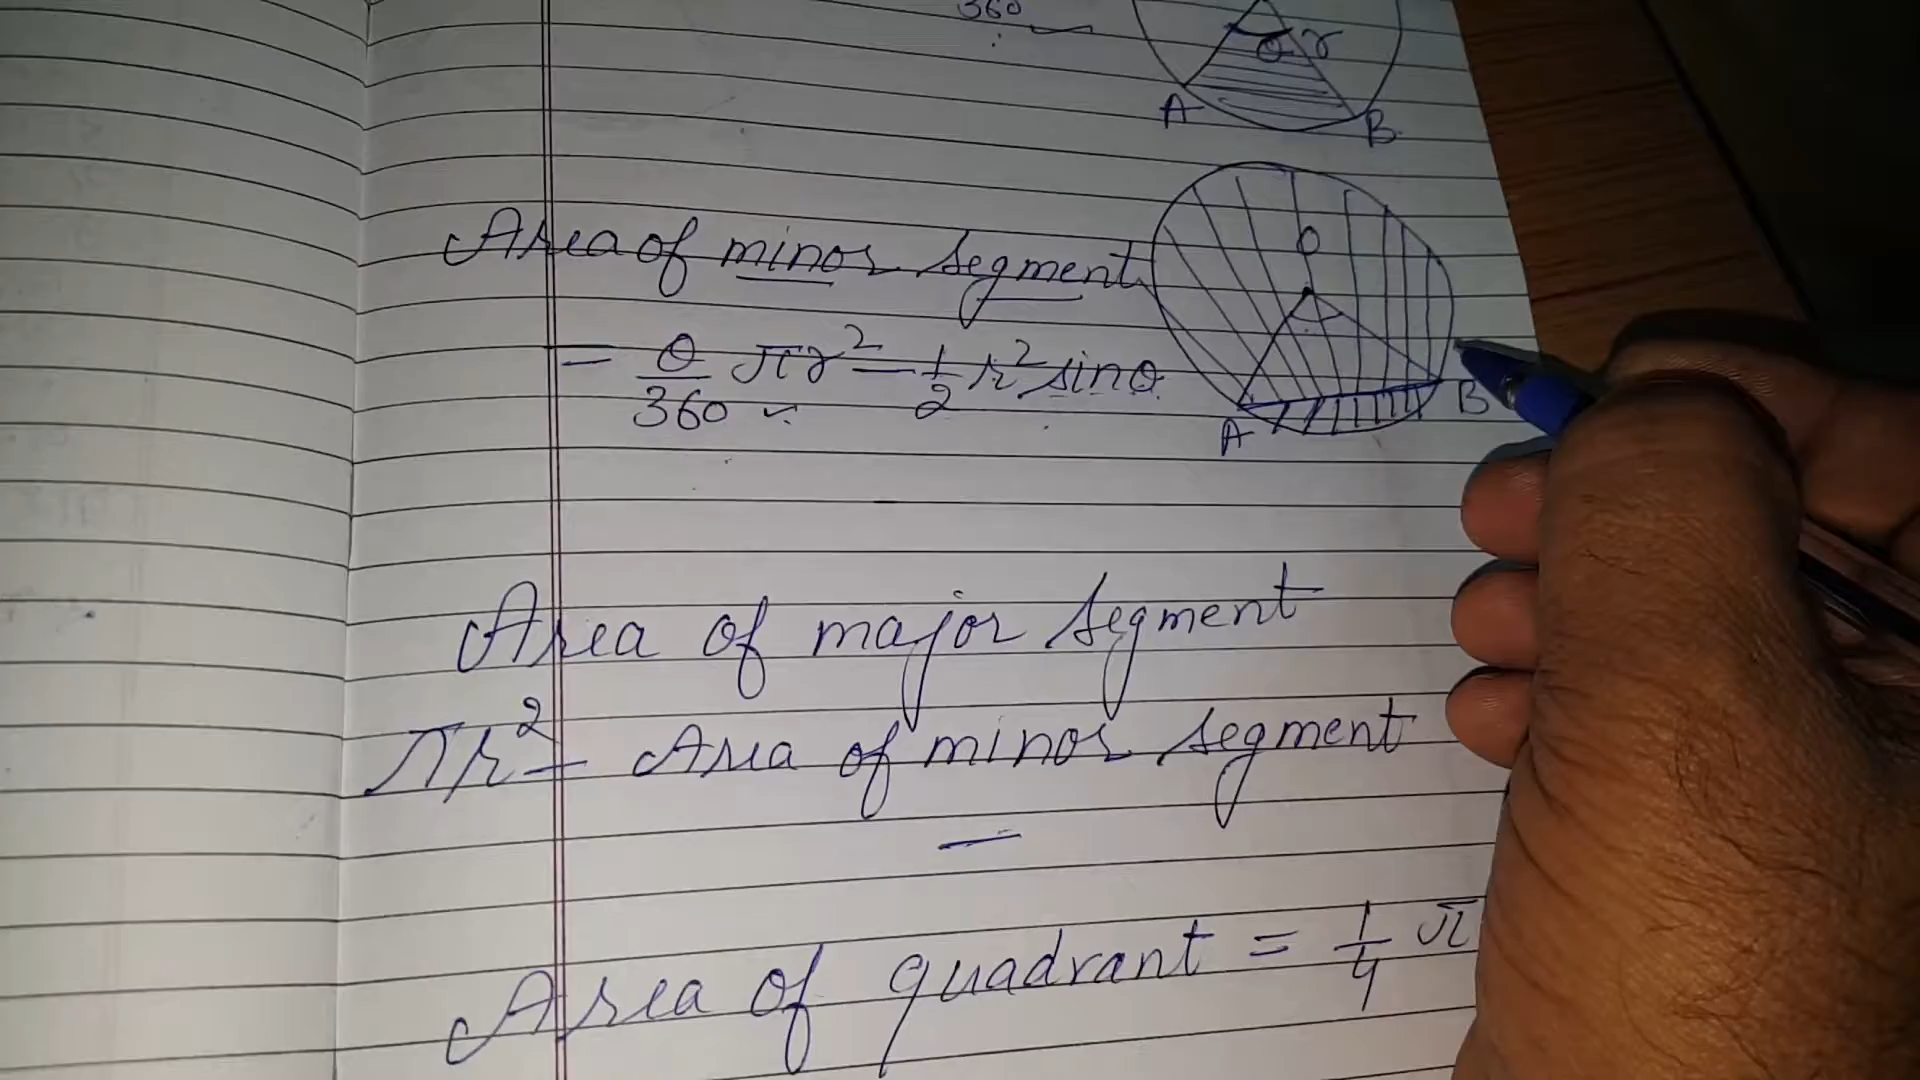 360
θ r
A
B
O
Area of minor segment
= θ/360 πr² - 1/2 r² sinθ
B
A
Area of major segment
πr² - Area of minor segment
Area of quadrant = 1/4 π